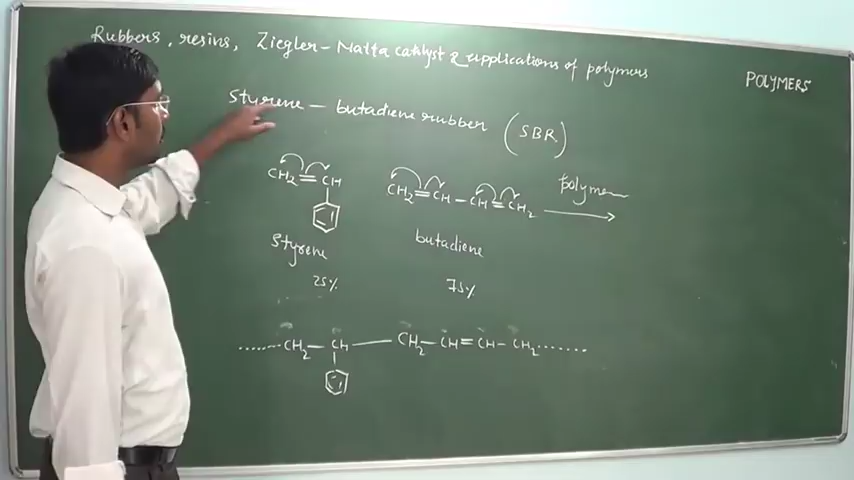 Rubbers, resins, Ziegler-Natta catalyst & applications of polymers
POLYMERS
Styrene - butadiene rubber (SBR)
CH2=CH CH2=CH-CH=CH2 Polymer
Styrene butadiene
25% 75%
......CH2-CH-CH2-CH=CH-CH2......